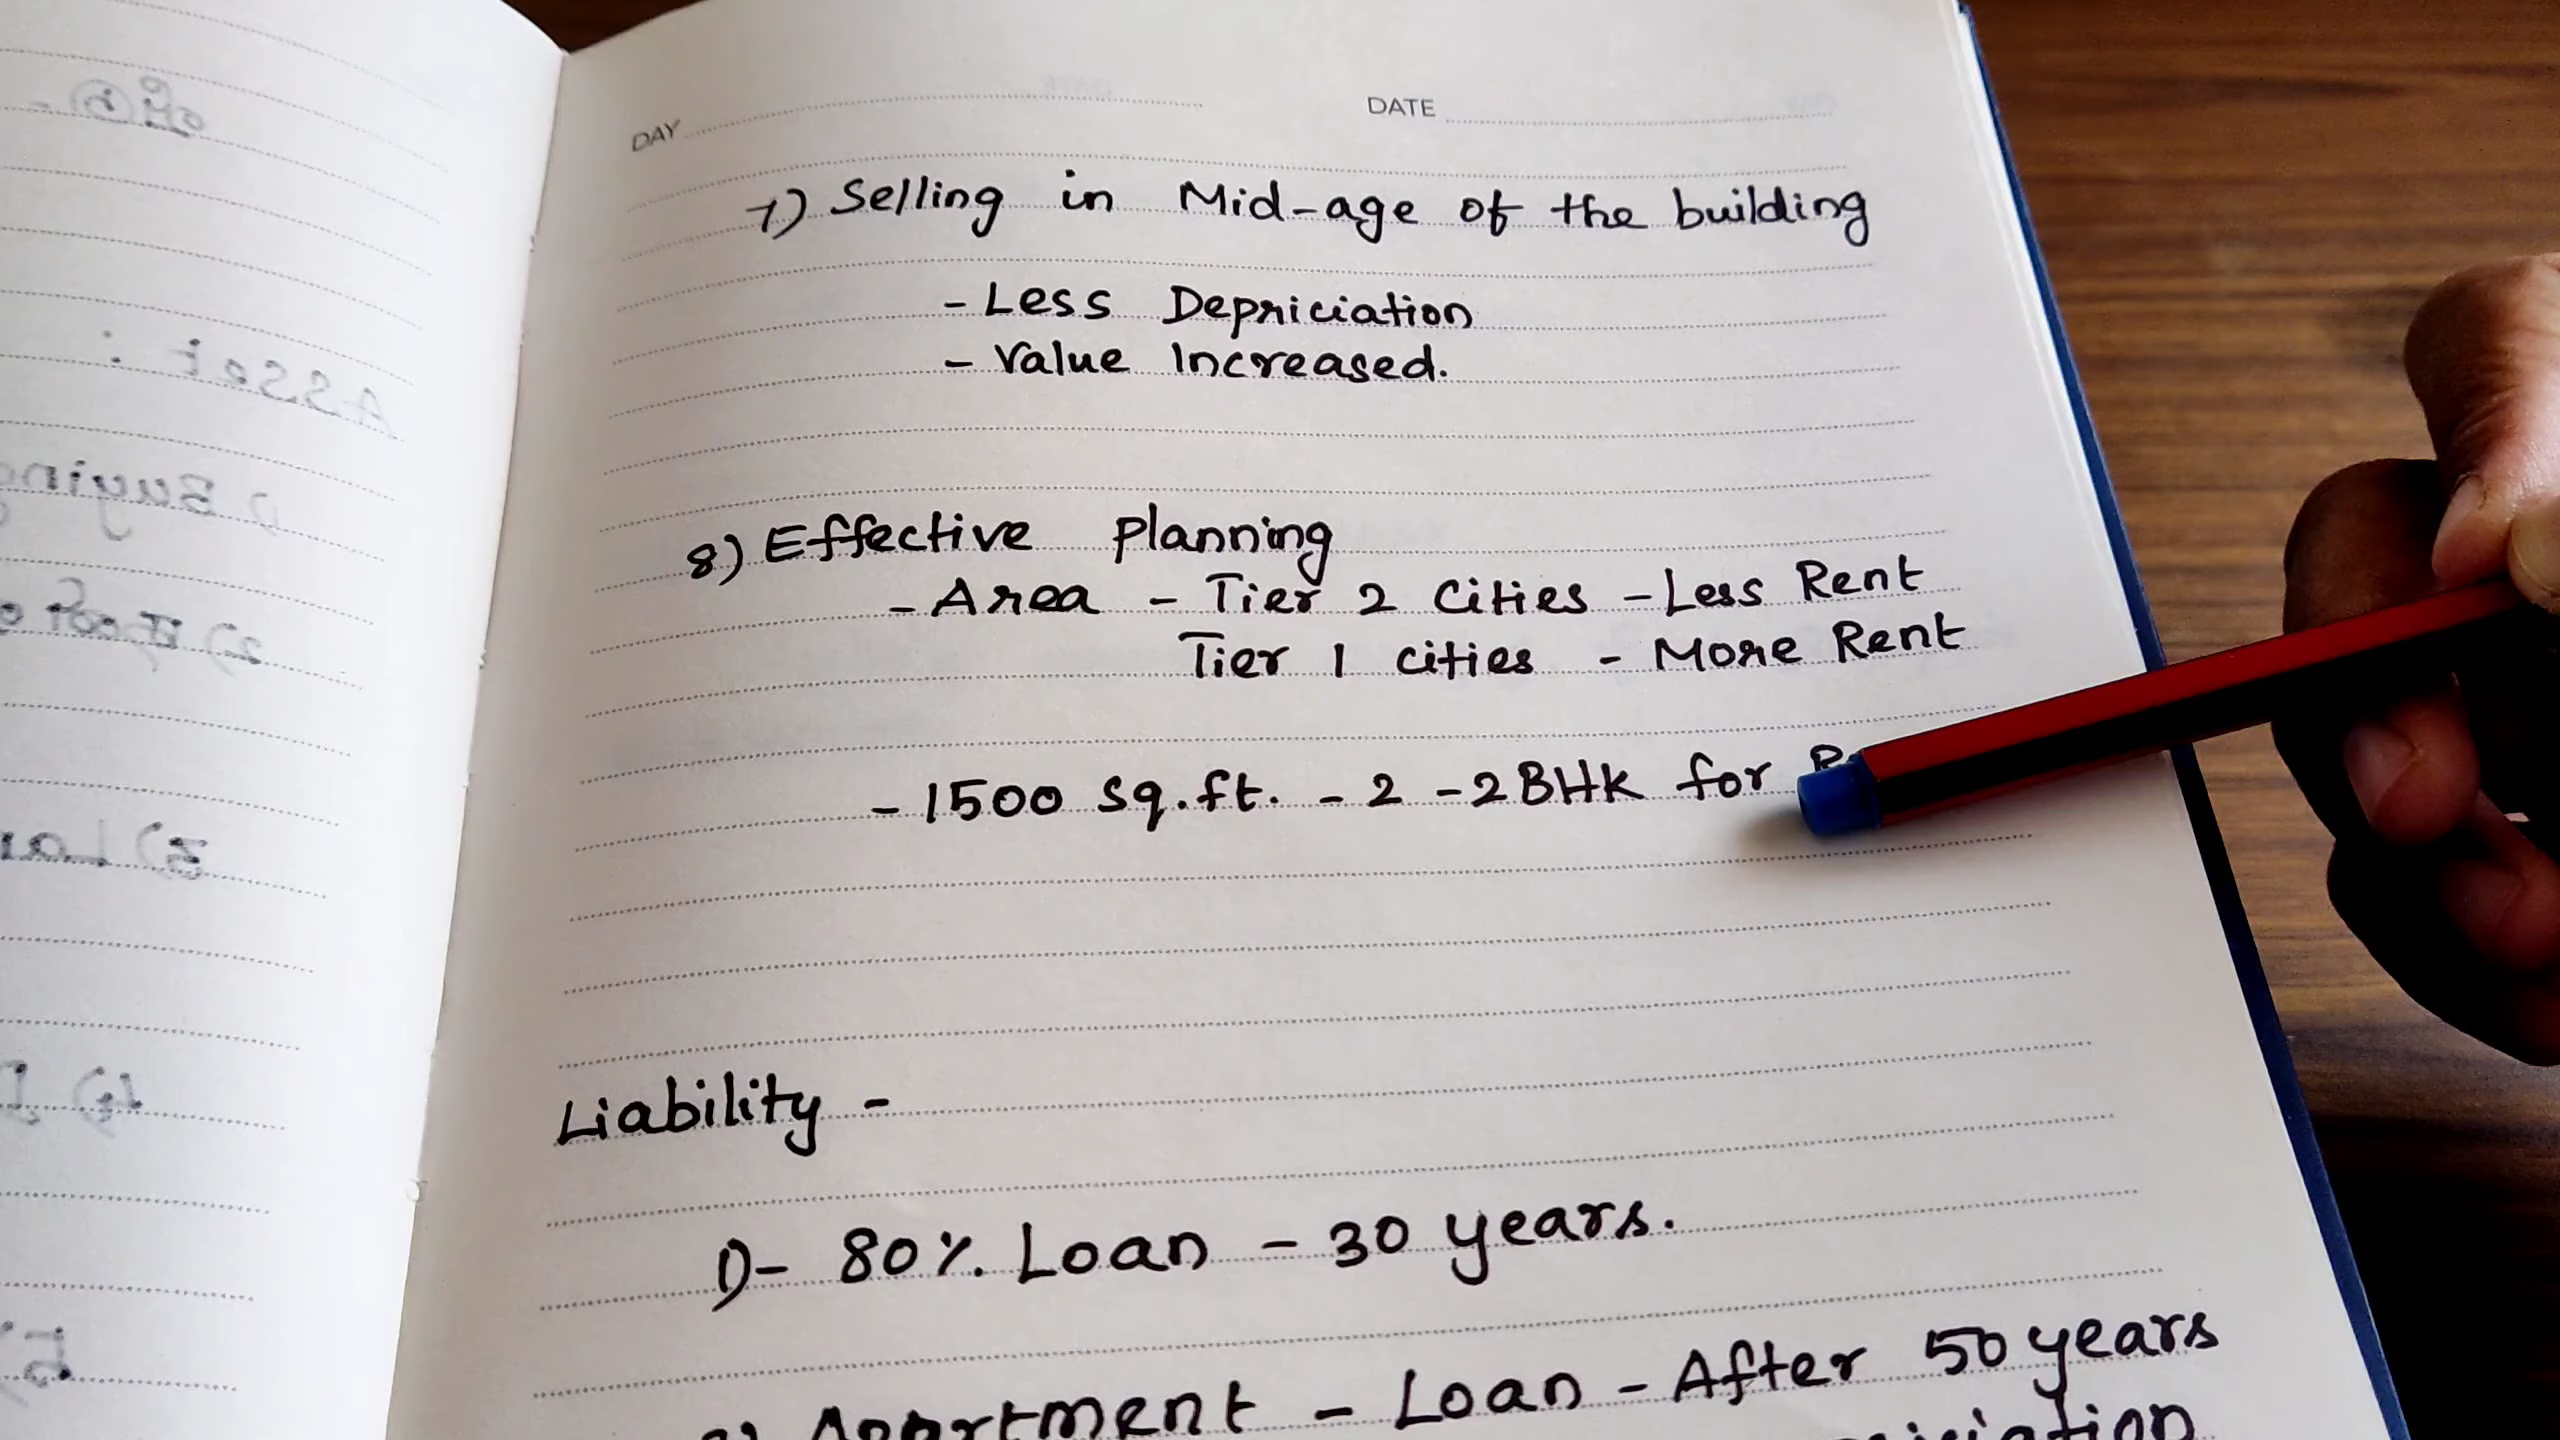 DAY
DATE
7) Selling in Mid-age of the building
- Less Depriciation
- Value Increased.
8) Effective planning
- Area - Tier 2 Cities - Less Rent
Tier 1 cities - More Rent
- 1500 sq.ft. - 2 - 2BHK for
Liability -
1) - 80% Loan - 30 years.
Apartment - Loan - After 50 years